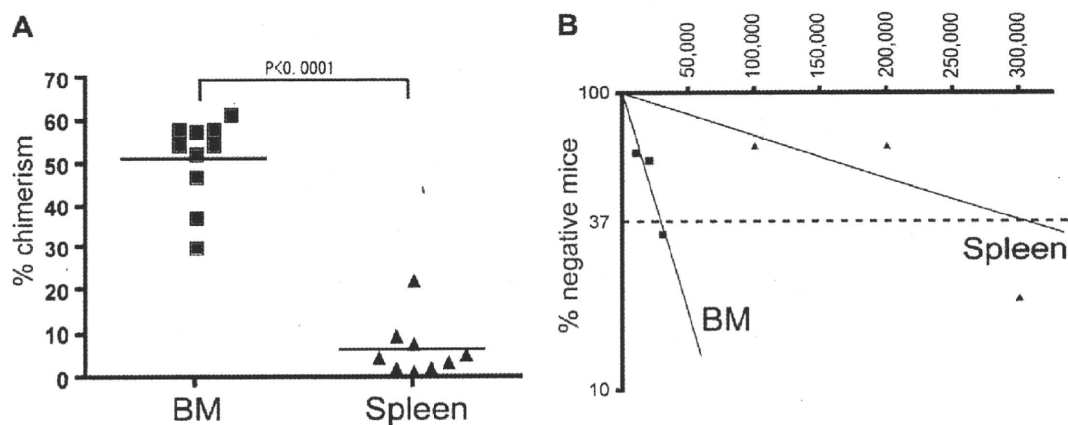 A
P<0.0001
70
60
50
40
30
20
10
0
% chimerism
BM
Spleen
B
50,000
100,000
150,000
200,000
250,000
300,000
100
37
10
% negative mice
Spleen
BM